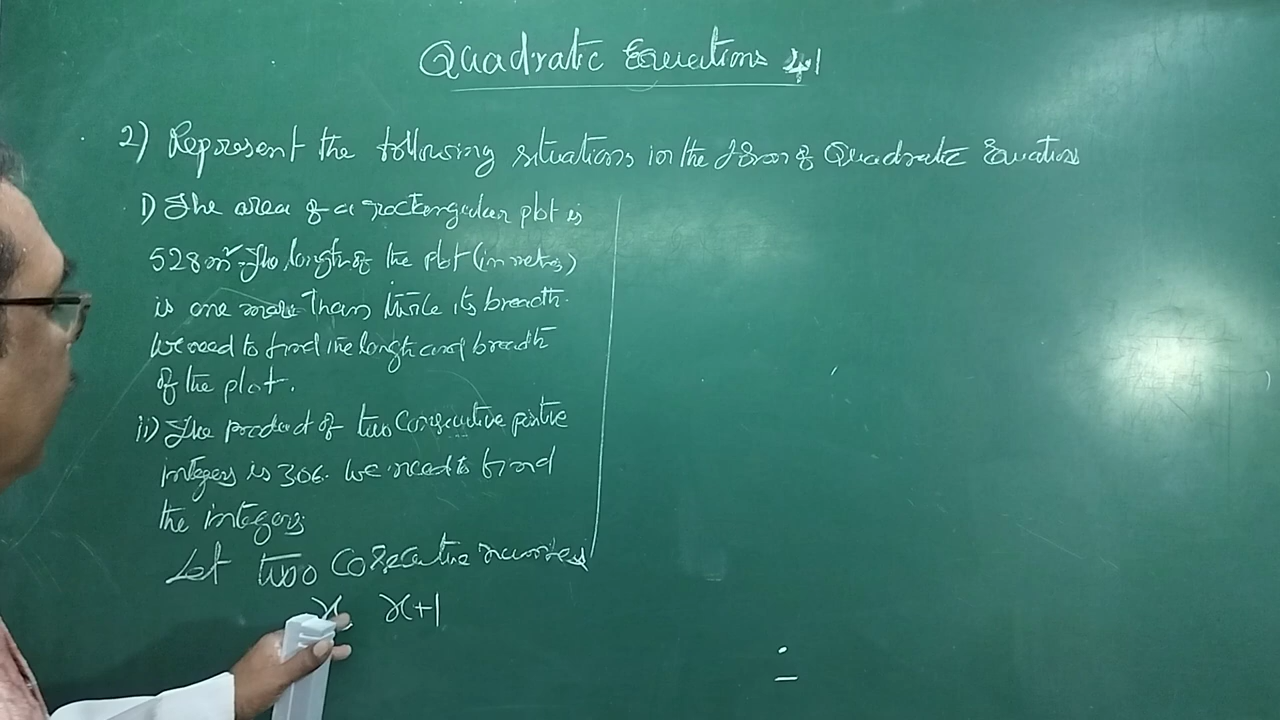 Quadratic Equations 4.1
2) Represent the following situations in the form of Quadratic Equations
i) The area of a rectangular plot is
528 m². The length of the plot (in metres)
is one more than twice its breadth.
We need to find the length and breadth
of the plot.
ii) The product of two Consecutive positive
integers is 306. We need to find
the integers.
Let two cosecutive numbers
x x+1